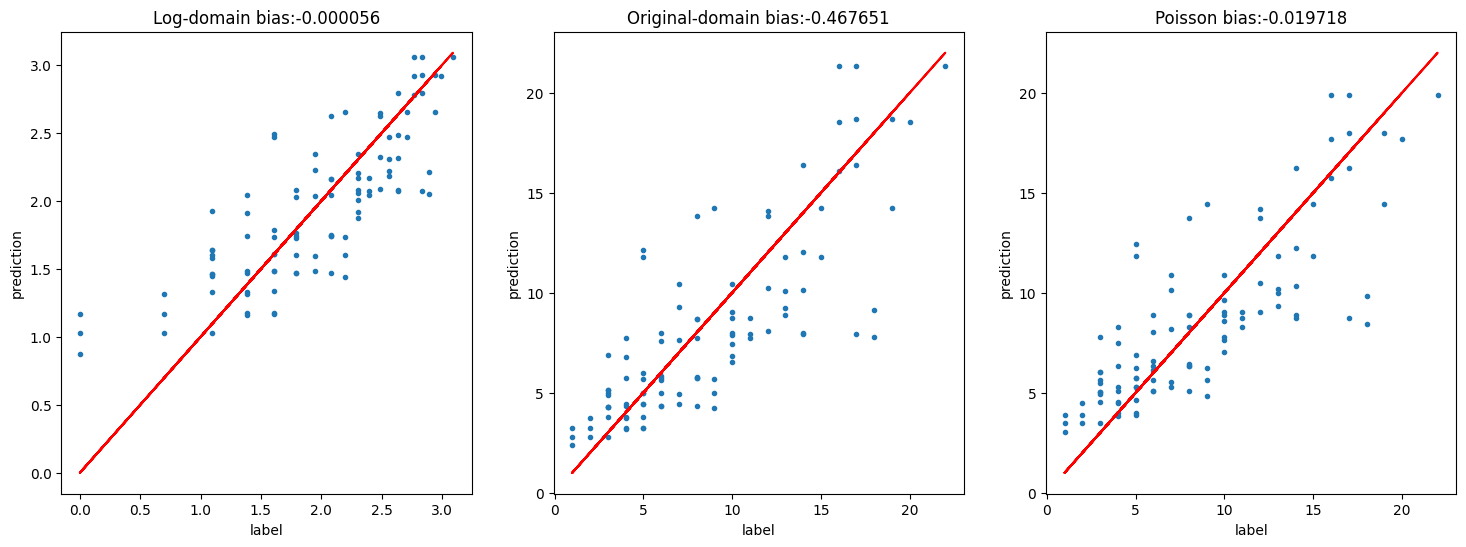 Log-domain bias:-0.000056
prediction
3.0
2.5
2.0
1.5
1.0
0.5
0.0
0.0 0.5 1.0 1.5 2.0 2.5 3.0
label
Original-domain bias:-0.467651
prediction
20
15
10
5
0
0 5 10 15 20
label
Poisson bias:-0.019718
prediction
20
15
10
5
0
0 5 10 15 20
label